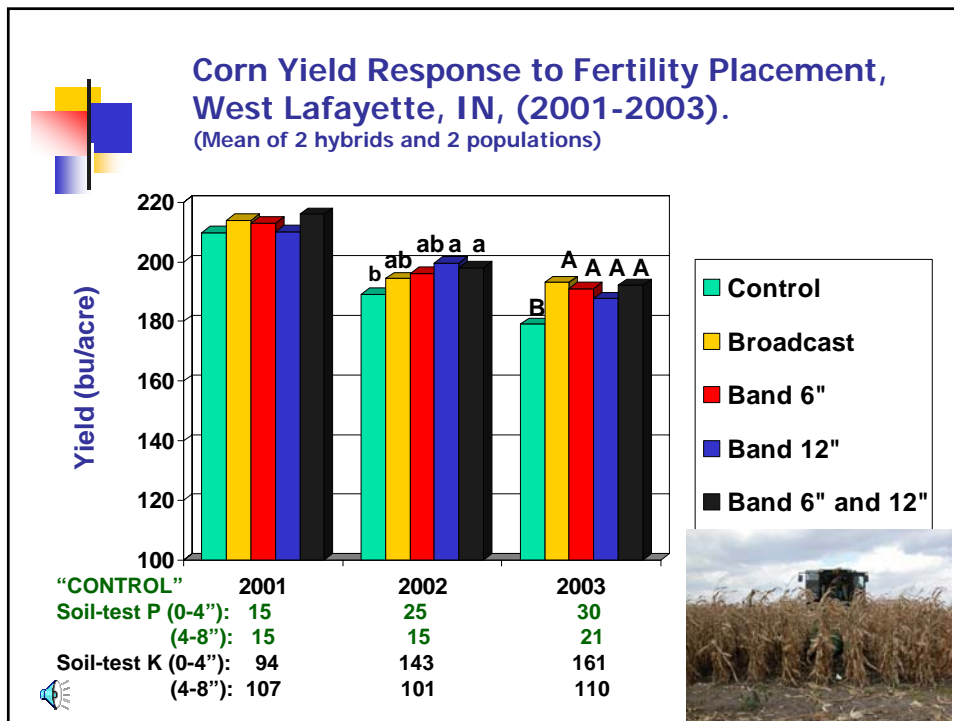 Corn Yield Response to Fertility Placement,
West Lafayette, IN, (2001-2003).
(Mean of 2 hybrids and 2 populations)
Yield (bu/acre)
220
200
180
160
140
120
100
b ab ab a a
B A A A A
Control
Broadcast
Band 6"
Band 12"
Band 6" and 12"
“CONTROL” 2001 2002 2003
Soil-test P (0-4”): 15 25 30
(4-8”): 15 15 21
Soil-test K (0-4”): 94 143 161
(4-8”): 107 101 110